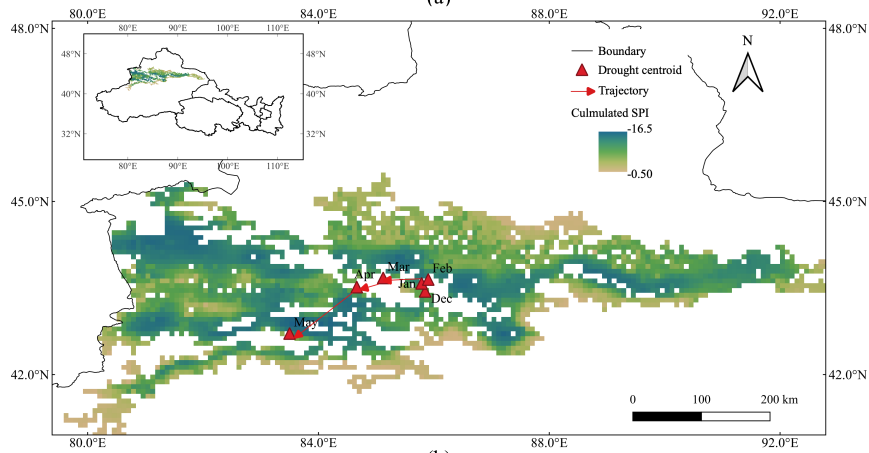 (a)
80.0°E 84.0°E 88.0°E 92.0°E
48.0°N 48.0°N
80°E 90°E 100°E 110°E
48°N 48°N
40°N 40°N
32°N 32°N
80°E 90°E 100°E 110°E
Boundary
Drought centroid
Trajectory
Culmulated SPI
-16.5
-0.50
N
45.0°N 45.0°N
Apr Mar Feb
Jan
Dec
May
42.0°N 42.0°N
0 100 200 km
80.0°E 84.0°E 88.0°E 92.0°E
(b)